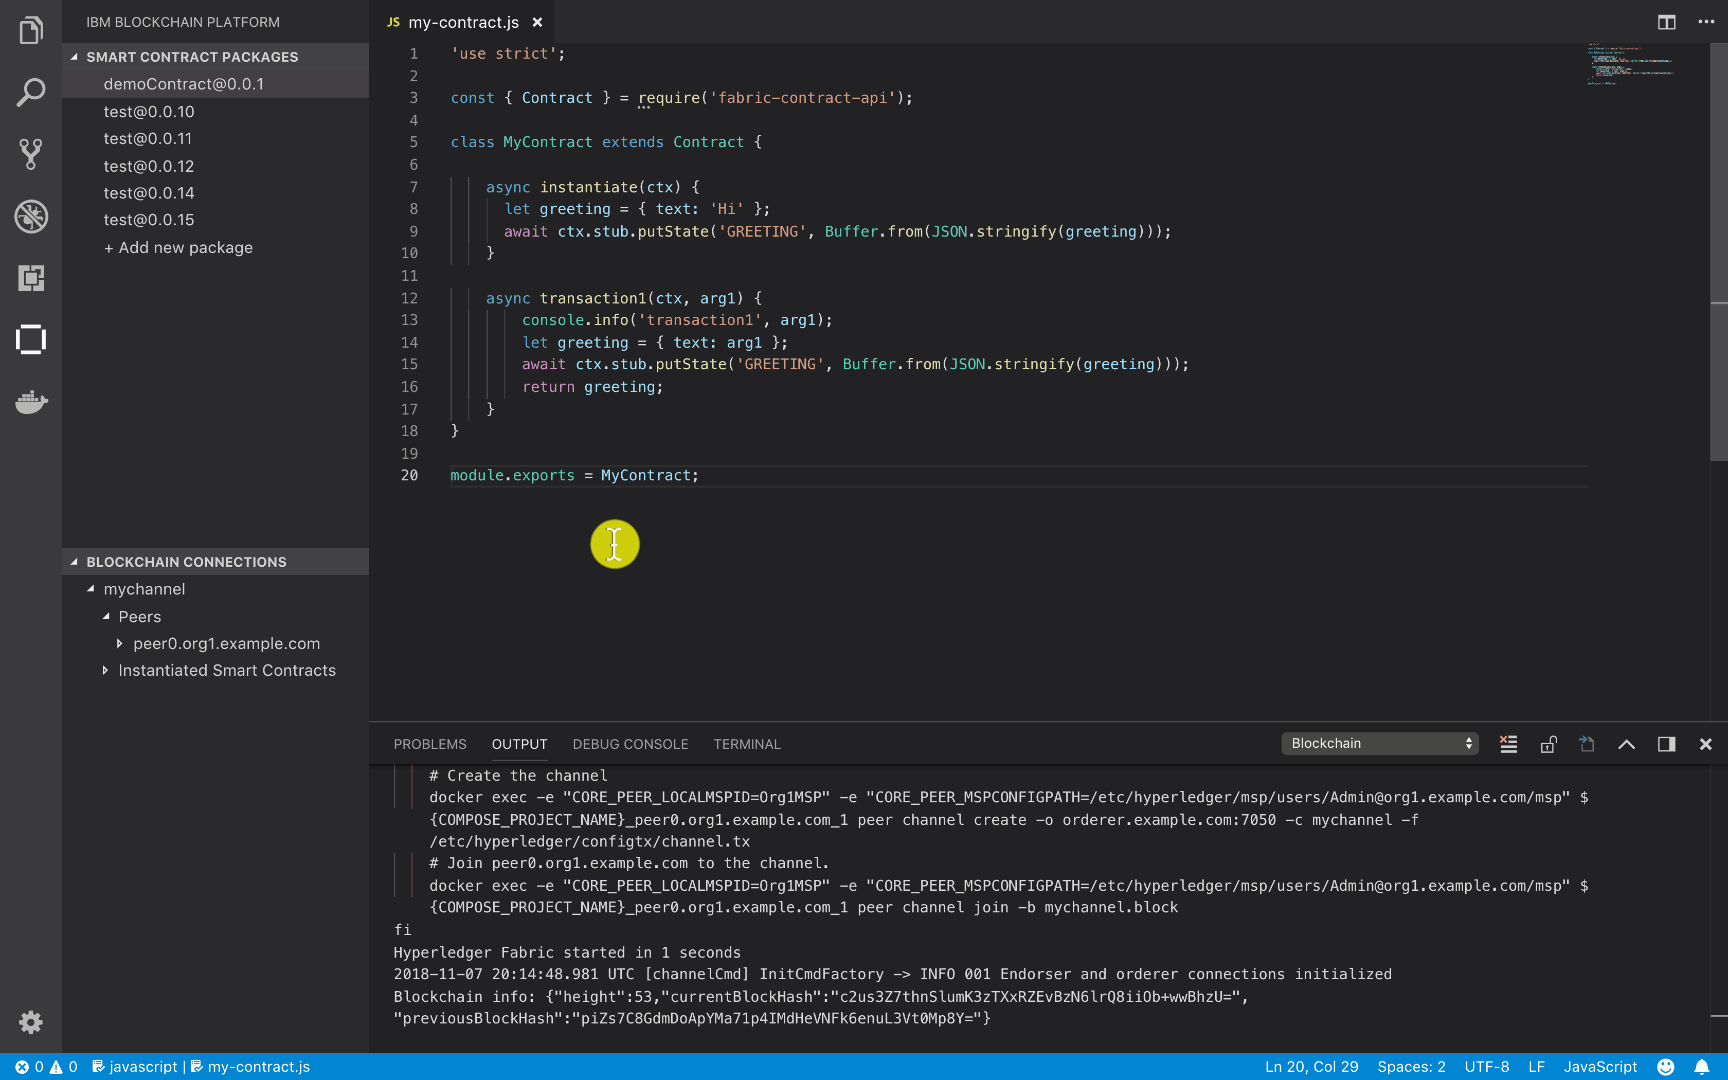 IBM BLOCKCHAIN PLATFORM
SMART CONTRACT PACKAGES
demoContract@0.0.1
test@0.0.10
test@0.0.11
test@0.0.12
test@0.0.14
test@0.0.15
+ Add new package
BLOCKCHAIN CONNECTIONS
mychannel
Peers
peer0.org1.example.com
Instantiated Smart Contracts
JS my-contract.js ×
1 'use strict';
2
3 const { Contract } = require('fabric-contract-api');
4
5 class MyContract extends Contract {
6
7 async instantiate(ctx) {
8 let greeting = { text: 'Hi' };
9 await ctx.stub.putState('GREETING', Buffer.from(JSON.stringify(greeting)));
10 }
11
12 async transaction1(ctx, arg1) {
13 console.info('transaction1', arg1);
14 let greeting = { text: arg1 };
15 await ctx.stub.putState('GREETING', Buffer.from(JSON.stringify(greeting)));
16 return greeting;
17 }
18 }
19
20 module.exports = MyContract;
PROBLEMS OUTPUT DEBUG CONSOLE TERMINAL Blockchain
# Create the channel
docker exec -e "CORE_PEER_LOCALMSPID=Org1MSP" -e "CORE_PEER_MSPCONFIGPATH=/etc/hyperledger/msp/users/Admin@org1.example.com/msp" $
{COMPOSE_PROJECT_NAME}_peer0.org1.example.com_1 peer channel create -o orderer.example.com:7050 -c mychannel -f
/etc/hyperledger/configtx/channel.tx
# Join peer0.org1.example.com to the channel.
docker exec -e "CORE_PEER_LOCALMSPID=Org1MSP" -e "CORE_PEER_MSPCONFIGPATH=/etc/hyperledger/msp/users/Admin@org1.example.com/msp" $
{COMPOSE_PROJECT_NAME}_peer0.org1.example.com_1 peer channel join -b mychannel.block
fi
Hyperledger Fabric started in 1 seconds
2018-11-07 20:14:48.981 UTC [channelCmd] InitCmdFactory -> INFO 001 Endorser and orderer connections initialized
Blockchain info: {"height":53,"currentBlockHash":"c2us3Z7thnSlumK3zTXxRZEvBzN6lrQ8iiOb+wwBhzU=",
"previousBlockHash":"piZs7C8GdmDoApYMa71p4IMdHeVNFk6enuL3Vt0Mp8Y="}
0 0 javascript | my-contract.js Ln 20, Col 29 Spaces: 2 UTF-8 LF JavaScript